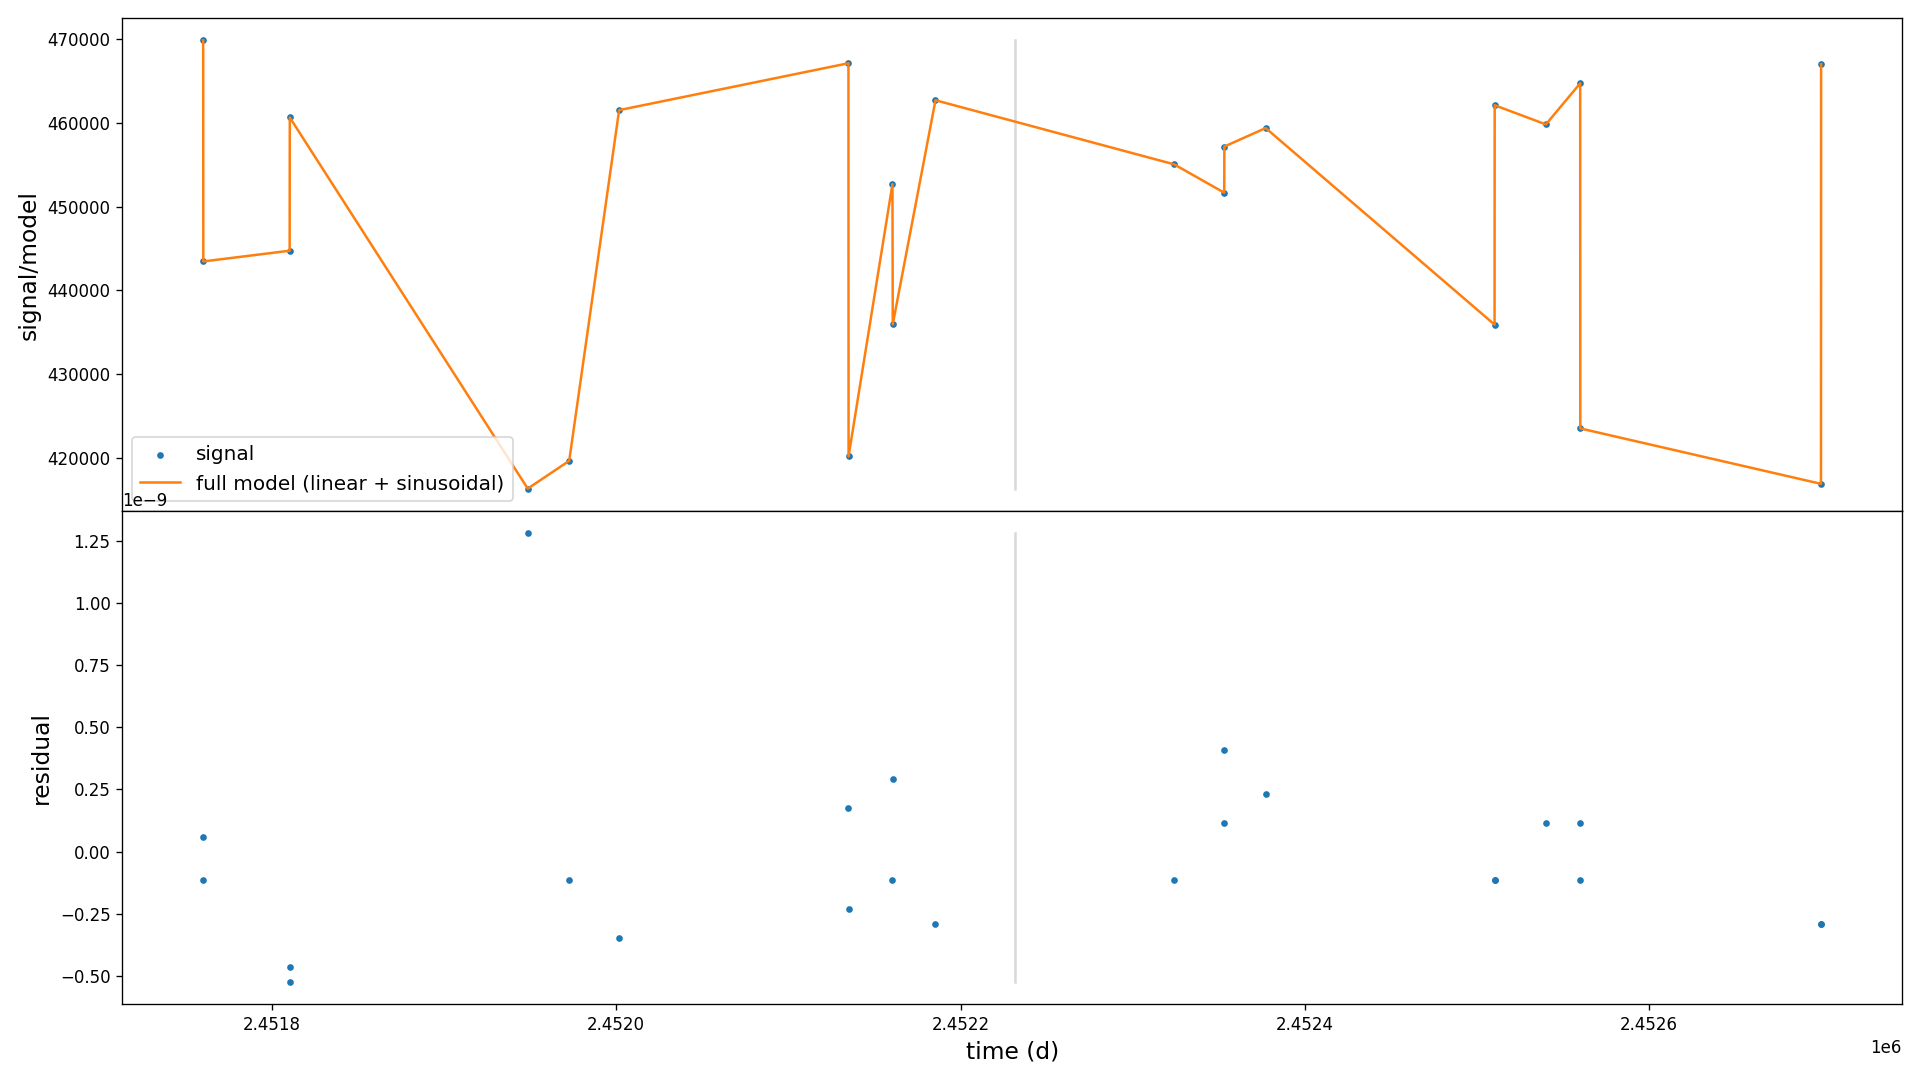 470000
460000
450000
440000
430000
420000
signal/model
signal
full model (linear + sinusoidal)
1e−9
1.25
1.00
0.75
0.50
0.25
0.00
−0.25
−0.50
residual
2.4518
2.4520
2.4522
2.4524
2.4526
time (d)
1e6